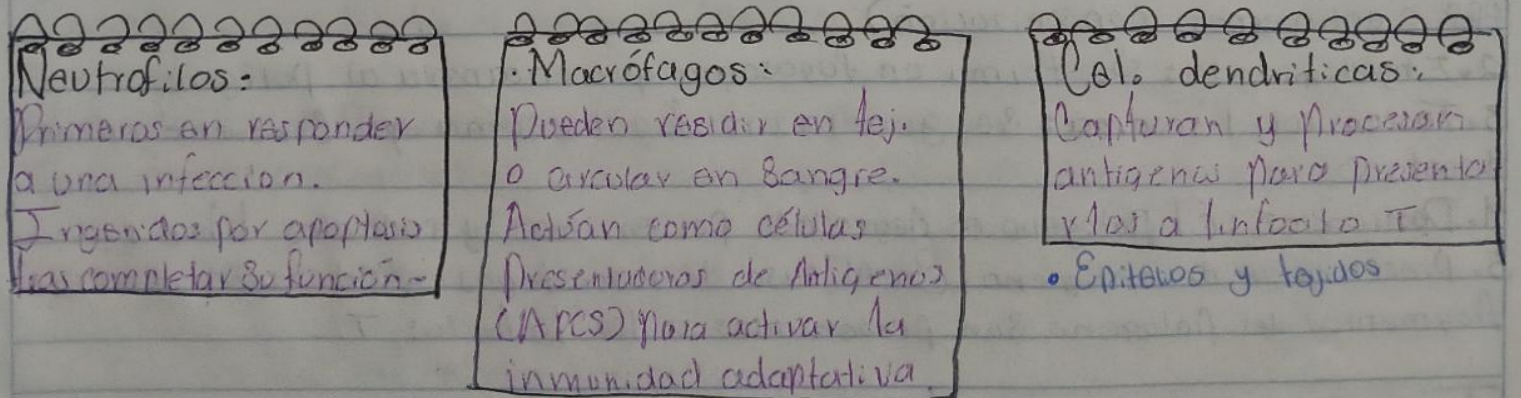 Neutrofilos:
Primeros en responder
a una infeccion.
Ingeridos por apoptosis
tras completar su función-
· Macrófagos:
Pueden residir en tej.
o circular en Sangre.
Actúan como células
Presentadoras de Antigenos
(APCS) para activar la
inmunidad adaptativa.
Cel. dendriticas:
Capturan y Procesan
antigenos para presenta
rlos a linfocito T
• Epitelios y tejidos